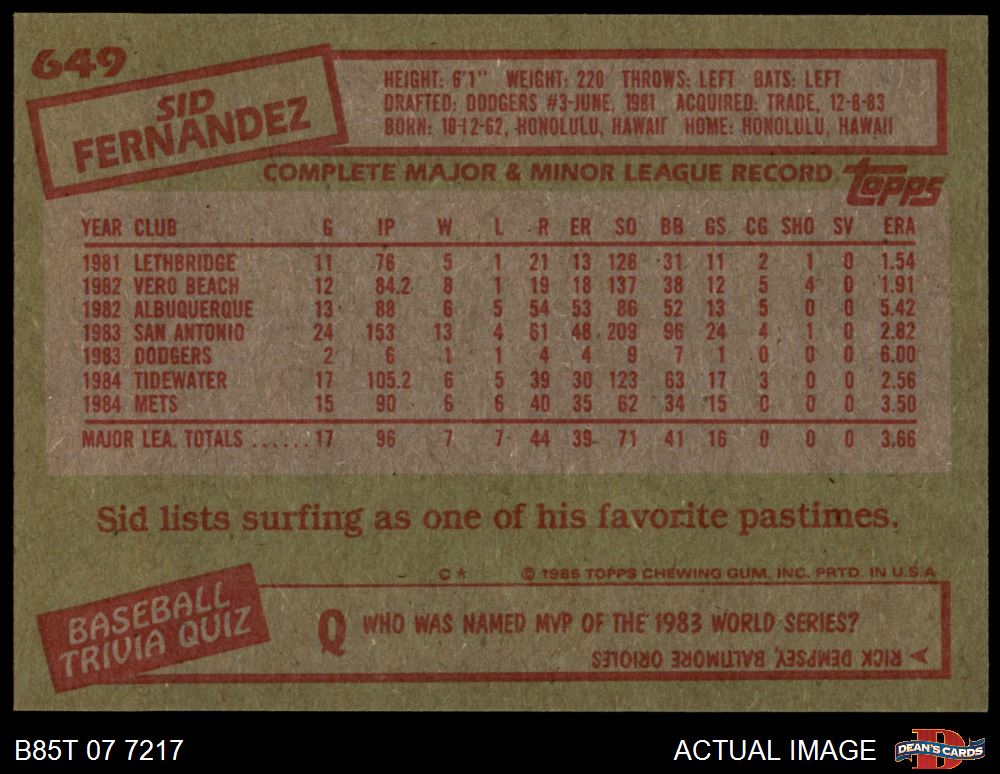 649
SID
FERNANDEZ
HEIGHT: 6'1" WEIGHT: 220 THROWS: LEFT BATS: LEFT
DRAFTED: DODGERS #3-JUNE, 1981 ACQUIRED: TRADE, 12-8-83
BORN: 10-12-62, HONOLULU, HAWAII HOME: HONOLULU, HAWAII
COMPLETE MAJOR & MINOR LEAGUE RECORD topps
YEAR CLUB G IP W L R ER SO BB GS CG SHO SV ERA
1981 LETHBRIDGE 11 76 5 1 21 13 128 31 11 2 1 0 1.54
1982 VERO BEACH 12 84.2 8 1 19 18 137 38 12 5 4 0 1.91
1982 ALBUQUERQUE 13 88 6 5 54 53 86 52 13 5 0 0 5.42
1983 SAN ANTONIO 24 153 13 4 61 48 209 96 24 4 1 0 2.82
1983 DODGERS 2 6 1 1 4 4 9 7 1 0 0 0 6.00
1984 TIDEWATER 17 105.2 6 5 39 30 123 63 17 3 0 0 2.56
1984 METS 15 90 6 6 40 35 62 34 15 0 0 0 3.50
MAJOR LEA. TOTALS ...... 17 96 7 7 44 39 71 41 16 0 0 0 3.66
Sid lists surfing as one of his favorite pastimes.
C* © 1985 TOPPS CHEWING GUM, INC. PRTD. IN U.S.A.
BASEBALL
TRIVIA QUIZ
Q WHO WAS NAMED MVP OF THE 1983 WORLD SERIES?
RICK DEMPSEY, BALTIMORE ORIOLES
B85T 07 7217
ACTUAL IMAGE
D
DEAN'S CARDS